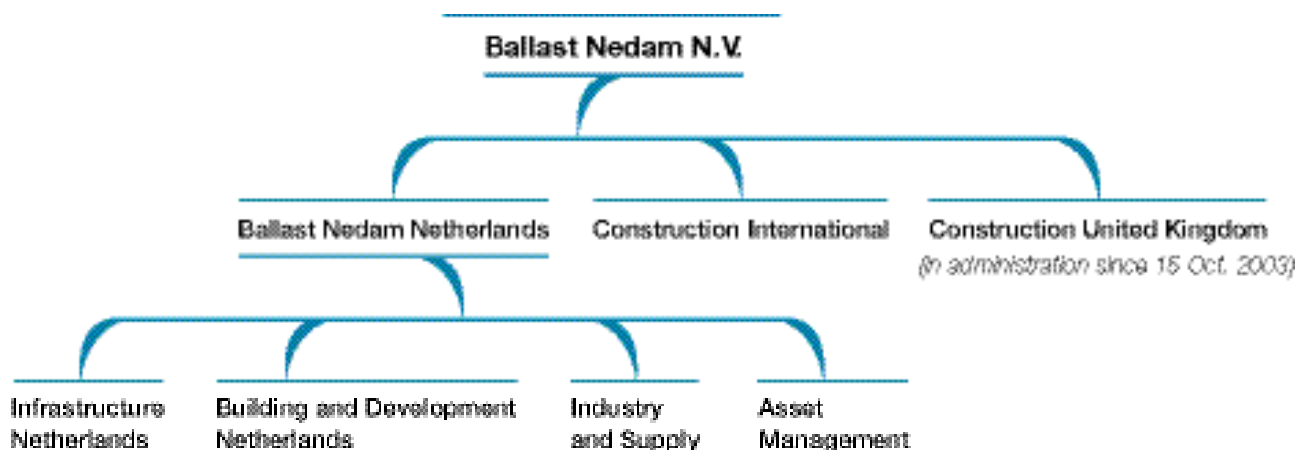 Ballast Nedam N.V.
Ballast Nedam Netherlands
Construction International
Construction United Kingdom
(in administration since 15 Oct. 2003)
Infrastructure
Netherlands
Building and Development
Netherlands
Industry
and Supply
Asset
Management